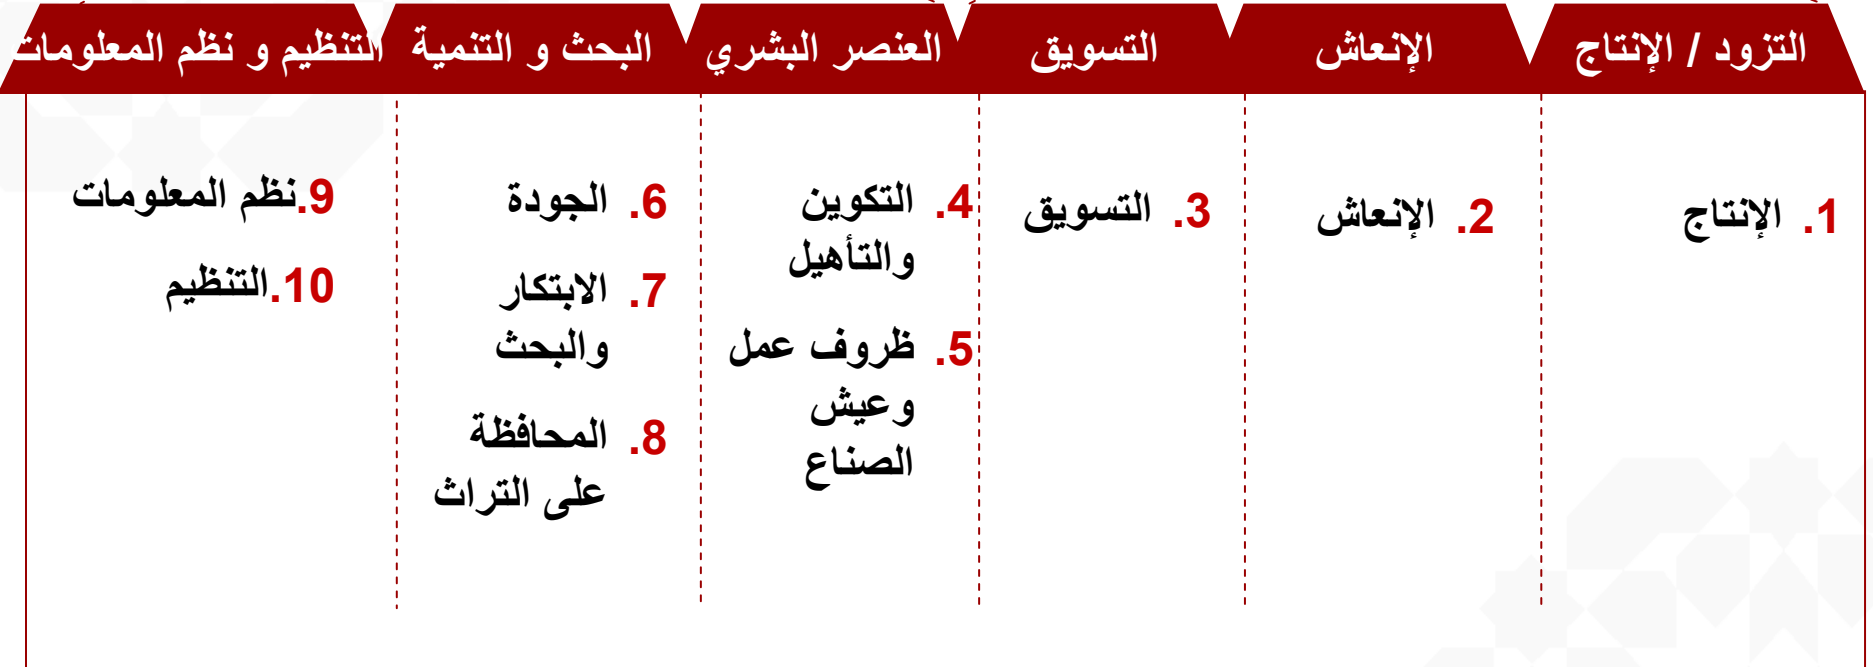 التزود / الإنتاج
الإنعاش
التسويق
العنصر البشري
البحث و التنمية
التنظيم و نظم المعلومات
1. الإنتاج
2. الإنعاش
3. التسويق
4. التكوين
والتأهيل
5. ظروف عمل
وعيش
الصناع
6. الجودة
7. الابتكار
والبحث
8. المحافظة
على التراث
9.نظم المعلومات
10.التنظيم